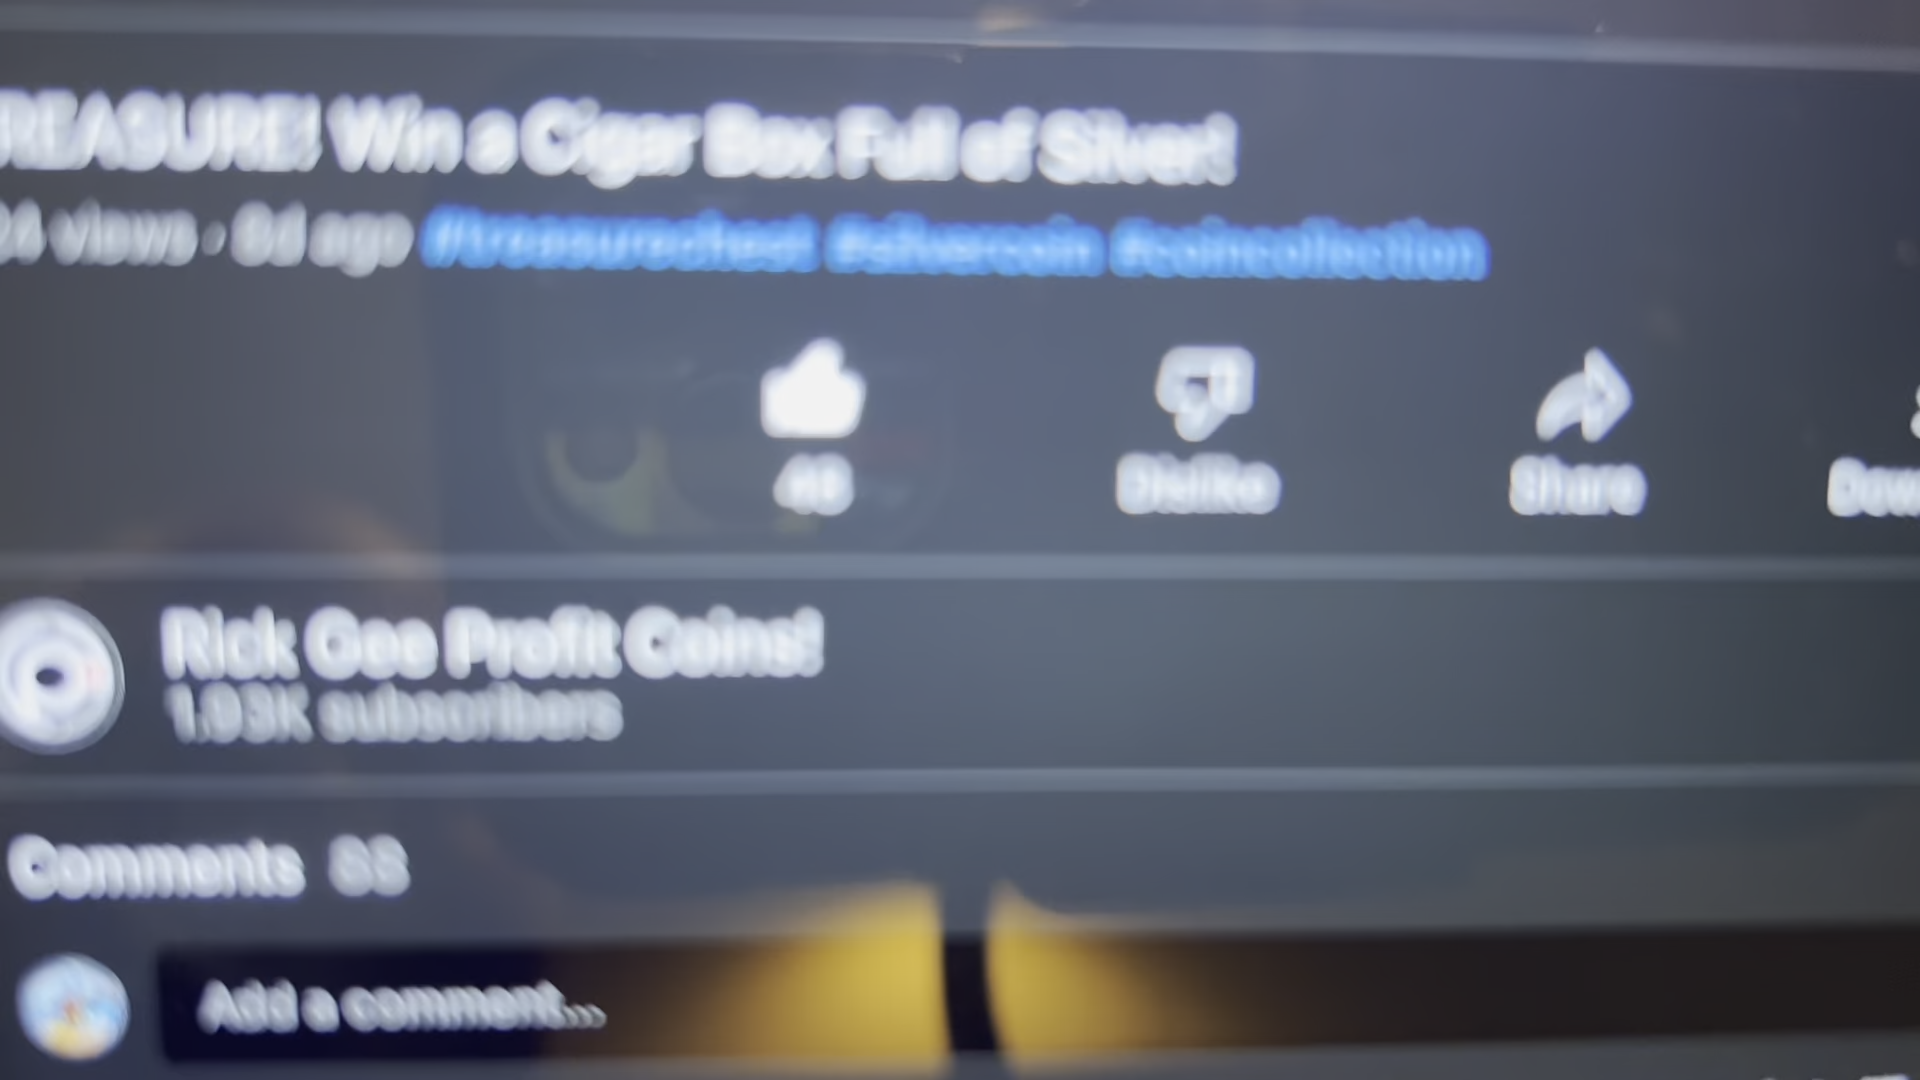 REASURE! Win a Cigar Box Full of Silver!
views · ago #treasurechest #silvercoin #coincollection
Dislike Share Dow
Rick Gee Profit Coins!
1.03K subscribers
Comments 88
Add a comment...